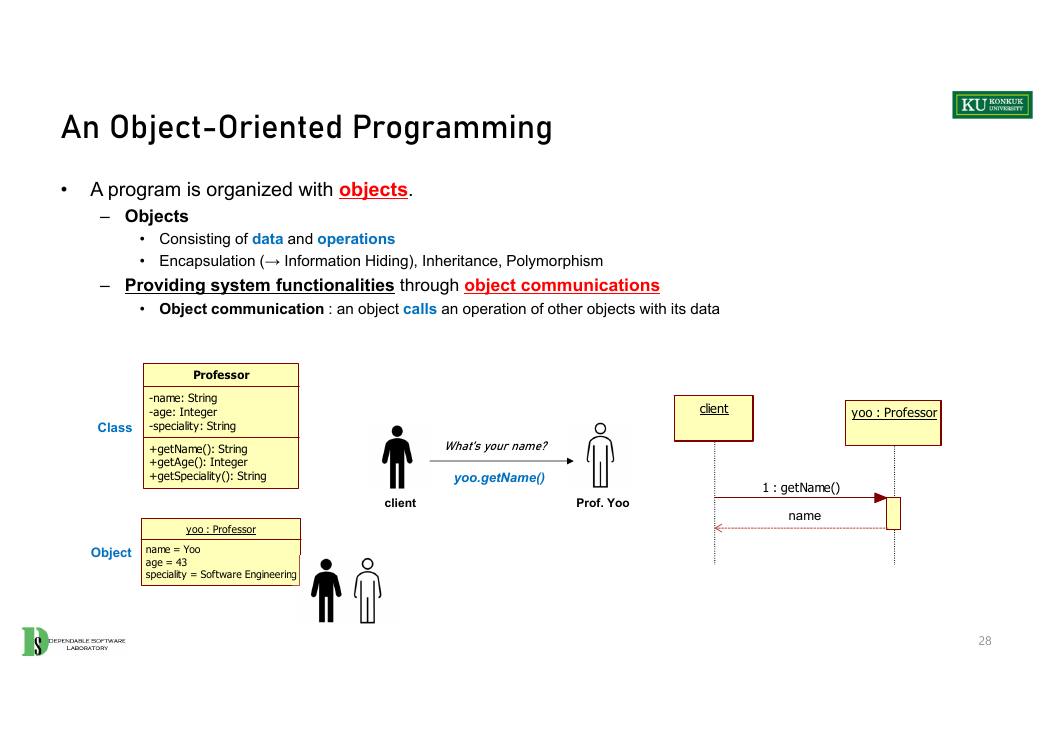 KU KONKUK
UNIVERSITY
An Object-Oriented Programming
• A program is organized with objects.
– Objects
• Consisting of data and operations
• Encapsulation (→ Information Hiding), Inheritance, Polymorphism
– Providing system functionalities through object communications
• Object communication : an object calls an operation of other objects with its data
Class
Professor
-name: String
-age: Integer
-speciality: String
+getName(): String
+getAge(): Integer
+getSpeciality(): String
Object
yoo : Professor
name = Yoo
age = 43
speciality = Software Engineering
What's your name?
yoo.getName()
client
Prof. Yoo
client
yoo : Professor
1 : getName()
name
DS
DEPENDABLE SOFTWARE
LABORATORY
28